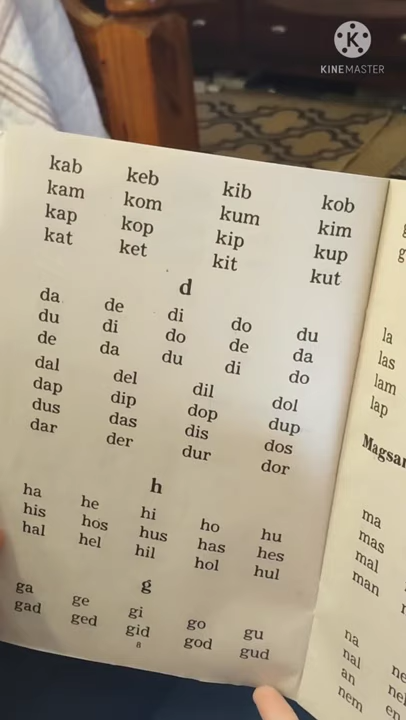 K
KINEMASTER
kab keb kib kob
kam kom kum kim
kap kop kip kup
kat ket kit kut
d
da de di do du
du di do de da
de da du di do
dal del dil dol
dap dip dop dup
dus das dis dos
dar der dur dor
h
ha he hi ho hu
his hos hus has hes
hal hel hil hol hul
g
ga ge gi go gu
gad ged gid god gud
8
la
las
lam
lap
ma
mas
mal
man
na
nal
an
nem